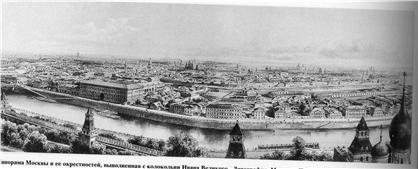 анорама Москвы и ее окрестностей, выполненная с колокольни Ивана Великого.